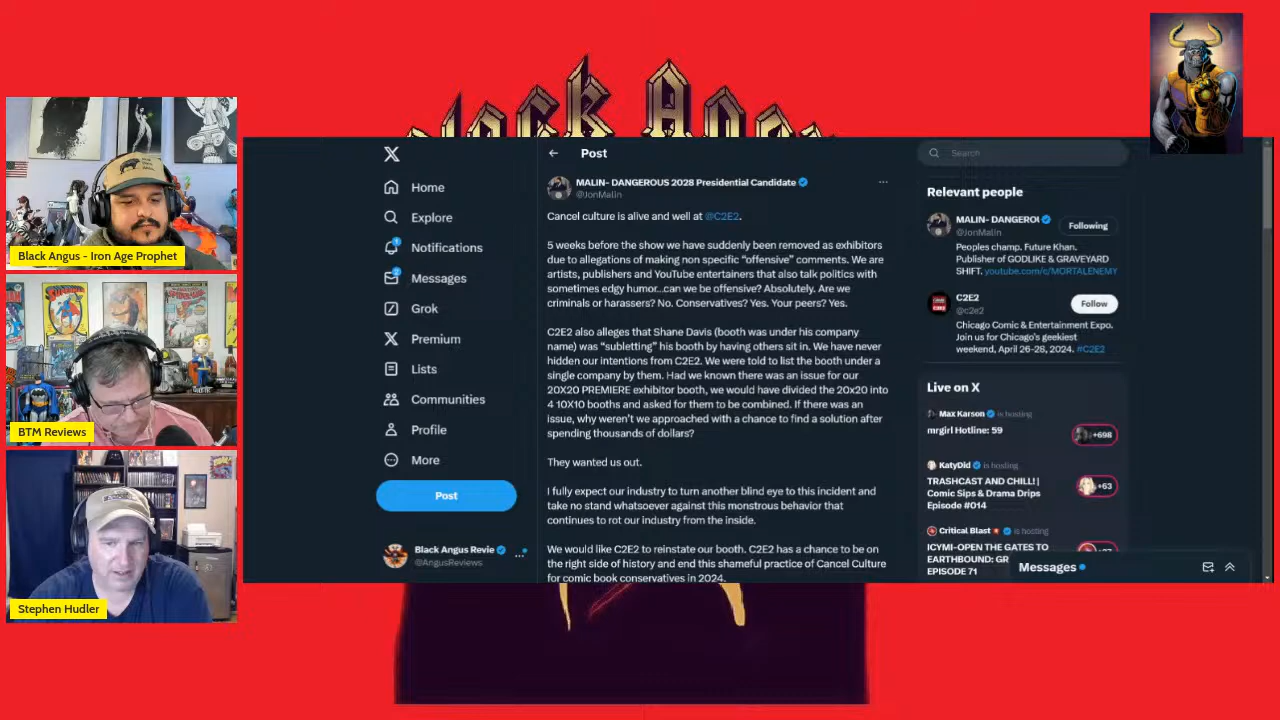 Black Angus
Black Angus - Iron Age Prophet
BTM Reviews
Stephen Hudler
Home
Explore
Notifications
Messages
Grok
Premium
Lists
Communities
Profile
More
Post
Black Angus Revie
@AngusReviews
Post
MALIN- DANGEROUS 2028 Presidential Candidate
@JonMalin
Cancel culture is alive and well at @C2E2.
5 weeks before the show we have suddenly been removed as exhibitors
due to allegations of making non specific “offensive” comments. We are
artists, publishers and YouTube entertainers that also talk politics with
sometimes edgy humor...can we be offensive? Absolutely. Are we
criminals or harassers? No. Conservatives? Yes. Your peers? Yes.
C2E2 also alleges that Shane Davis (booth was under his company
name) was “subletting” his booth by having others sit in. We have never
hidden our intentions from C2E2. We were told to list the booth under a
single company by them. Had we known there was an issue for our
20X20 PREMIERE exhibitor booth, we would have divided the 20x20 into
4 10X10 booths and asked for them to be combined. If there was an
issue, why weren’t we approached with a chance to find a solution after
spending thousands of dollars?
They wanted us out.
I fully expect our industry to turn another blind eye to this incident and
take no stand whatsoever against this monstrous behavior that
continues to rot our industry from the inside.
We would like C2E2 to reinstate our booth. C2E2 has a chance to be on
the right side of history and end this shameful practice of Cancel Culture
for comic book conservatives in 2024.
Search
Relevant people
MALIN- DANGEROU
@JonMalin
Following
Peoples champ. Future Khan.
Publisher of GODLIKE & GRAVEYARD
SHIFT. youtube.com/c/MORTALENEMY
C2E2
@c2e2
Follow
Chicago Comic & Entertainment Expo.
Join us for Chicago’s geekiest
weekend, April 26-28, 2024. #C2E2
Live on X
Max Karson is hosting
mrgirl Hotline: 59
+698
KatyDid is hosting
TRASHCAST AND CHILL! |
Comic Sips & Drama Drips
Episode #014
+63
Critical Blast is hosting
ICYMI-OPEN THE GATES TO
EARTHBOUND: GR
EPISODE 71
Messages